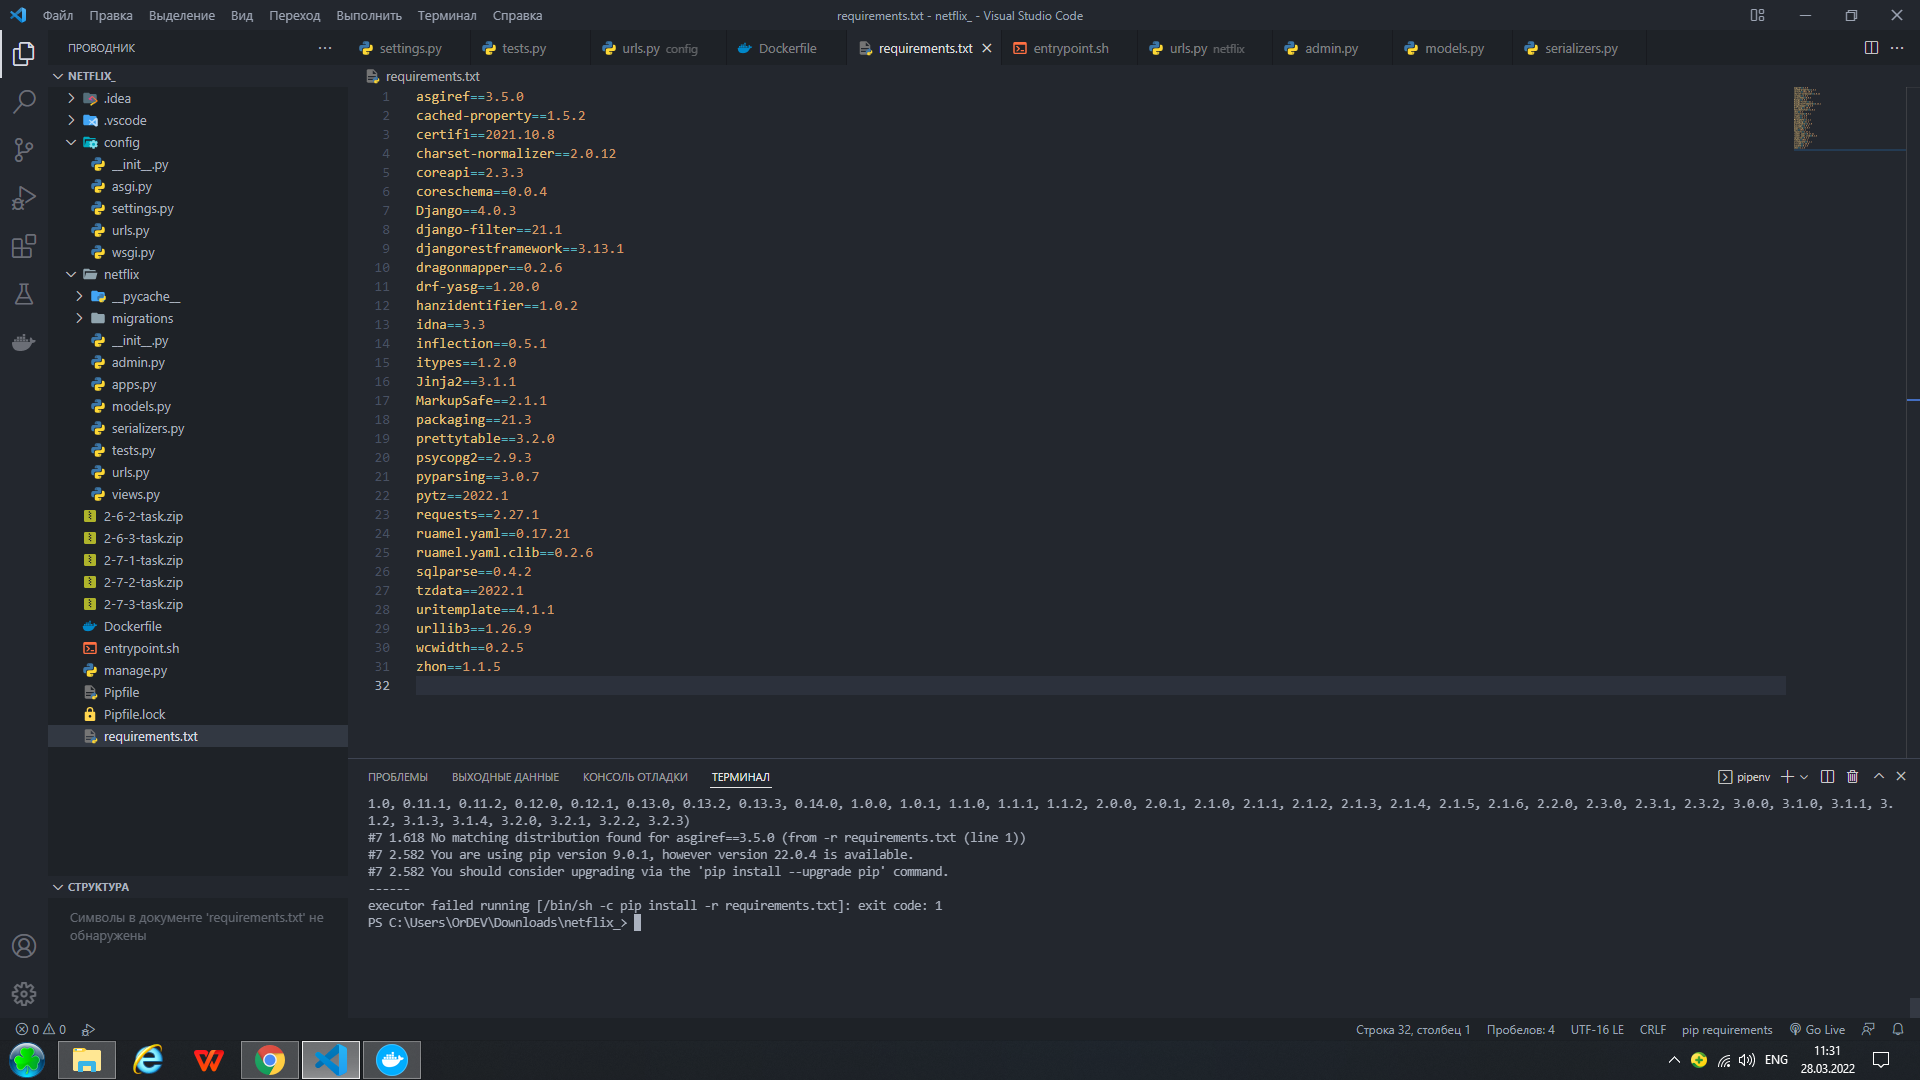 Файл Правка Выделение Вид Переход Выполнить Терминал Справка
requirements.txt - netflix_ - Visual Studio Code
ПРОВОДНИК
settings.py tests.py urls.py config Dockerfile requirements.txt entrypoint.sh urls.py netflix admin.py models.py serializers.py
NETFLIX_
.idea
.vscode
config
__init__.py
asgi.py
settings.py
urls.py
wsgi.py
netflix
__pycache__
migrations
__init__.py
admin.py
apps.py
models.py
serializers.py
tests.py
urls.py
views.py
2-6-2-task.zip
2-6-3-task.zip
2-7-1-task.zip
2-7-2-task.zip
2-7-3-task.zip
Dockerfile
entrypoint.sh
manage.py
Pipfile
Pipfile.lock
requirements.txt
СТРУКТУРА
Символы в документе 'requirements.txt' не
обнаружены
requirements.txt
1 asgiref==3.5.0
2 cached-property==1.5.2
3 certifi==2021.10.8
4 charset-normalizer==2.0.12
5 coreapi==2.3.3
6 coreschema==0.0.4
7 Django==4.0.3
8 django-filter==21.1
9 djangorestframework==3.13.1
10 dragonmapper==0.2.6
11 drf-yasg==1.20.0
12 hanzidentifier==1.0.2
13 idna==3.3
14 inflection==0.5.1
15 itypes==1.2.0
16 Jinja2==3.1.1
17 MarkupSafe==2.1.1
18 packaging==21.3
19 prettytable==3.2.0
20 psycopg2==2.9.3
21 pyparsing==3.0.7
22 pytz==2022.1
23 requests==2.27.1
24 ruamel.yaml==0.17.21
25 ruamel.yaml.clib==0.2.6
26 sqlparse==0.4.2
27 tzdata==2022.1
28 uritemplate==4.1.1
29 urllib3==1.26.9
30 wcwidth==0.2.5
31 zhon==1.1.5
32
ПРОБЛЕМЫ ВЫХОДНЫЕ ДАННЫЕ КОНСОЛЬ ОТЛАДКИ ТЕРМИНАЛ
pipenv
1.0, 0.11.1, 0.11.2, 0.12.0, 0.12.1, 0.13.0, 0.13.2, 0.13.3, 0.14.0, 1.0.0, 1.0.1, 1.1.0, 1.1.1, 1.1.2, 2.0.0, 2.0.1, 2.1.0, 2.1.1, 2.1.2, 2.1.3, 2.1.4, 2.1.5, 2.1.6, 2.2.0, 2.3.0, 2.3.1, 2.3.2, 3.0.0, 3.1.0, 3.1.1, 3.
1.2, 3.1.3, 3.1.4, 3.2.0, 3.2.1, 3.2.2, 3.2.3)
#7 1.618 No matching distribution found for asgiref==3.5.0 (from -r requirements.txt (line 1))
#7 2.582 You are using pip version 9.0.1, however version 22.0.4 is available.
#7 2.582 You should consider upgrading via the 'pip install --upgrade pip' command.
------
executor failed running [/bin/sh -c pip install -r requirements.txt]: exit code: 1
PS C:\Users\OrDEV\Downloads\netflix_>
0 0
Строка 32, столбец 1 Пробелов: 4 UTF-16 LE CRLF pip requirements Go Live
ENG
11:31
28.03.2022